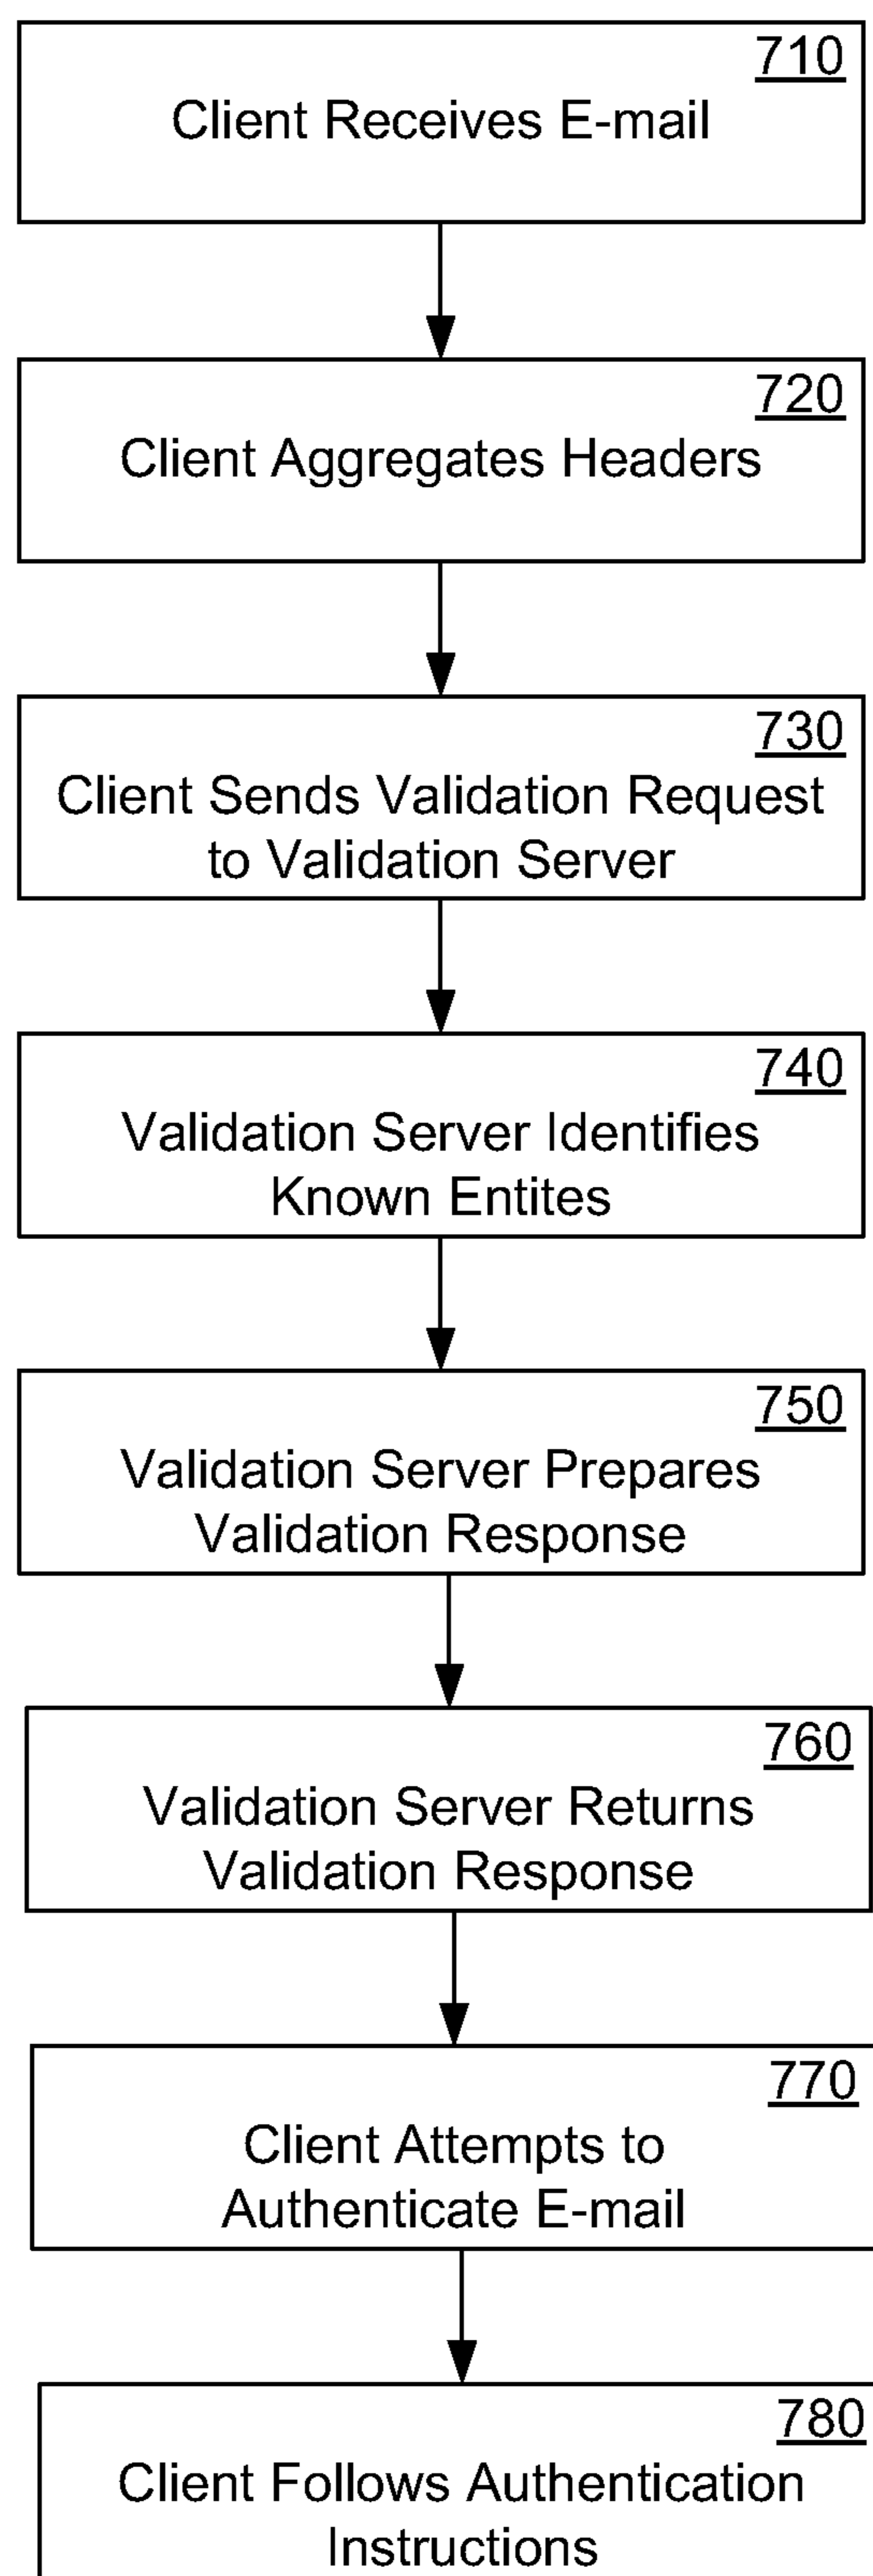 710
Client Receives E-mail
720
Client Aggregates Headers
730
Client Sends Validation Request
to Validation Server
740
Validation Server Identifies
Known Entites
750
Validation Server Prepares
Validation Response
760
Validation Server Returns
Validation Response
770
Client Attempts to
Authenticate E-mail
780
Client Follows Authentication
Instructions